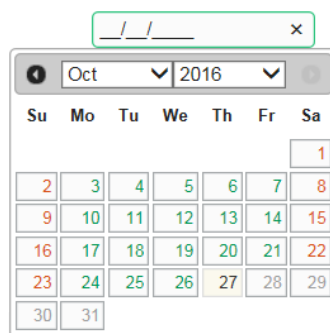 __/__/____ ×
Oct 2016
Su Mo Tu We Th Fr Sa
1
2 3 4 5 6 7 8
9 10 11 12 13 14 15
16 17 18 19 20 21 22
23 24 25 26 27 28 29
30 31